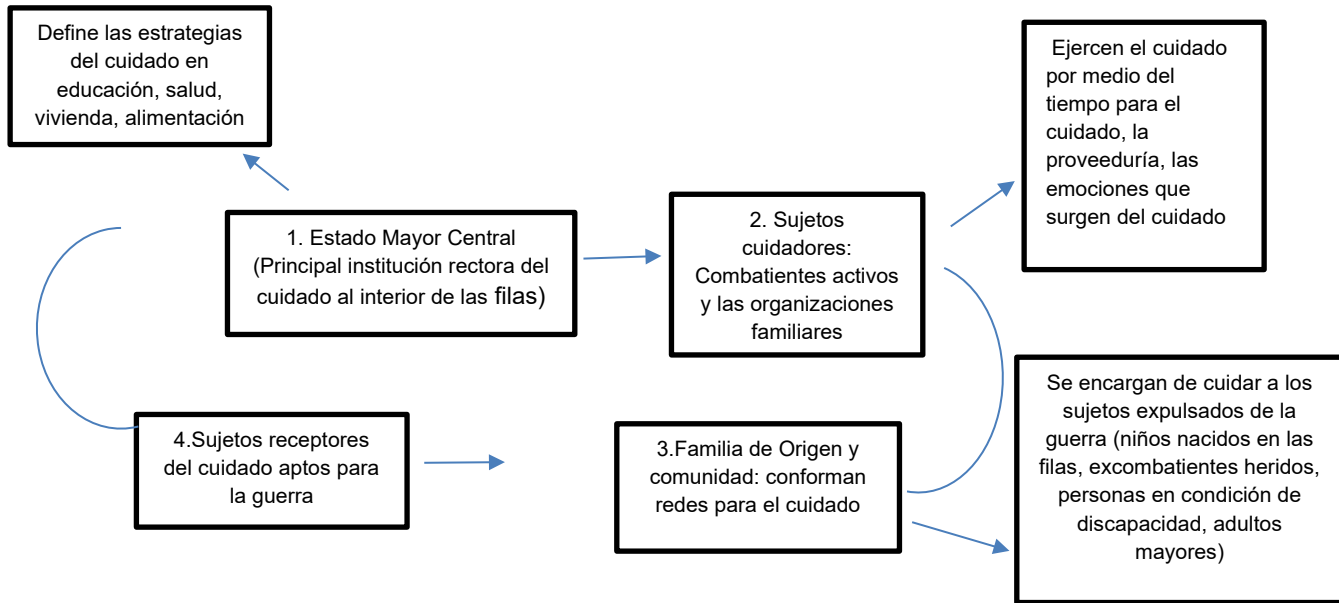 Define las estrategias
del cuidado en
educación, salud,
vivienda, alimentación
Ejercen el cuidado
por medio del
tiempo para el
cuidado, la
proveeduría, las
emociones que
surgen del cuidado
1. Estado Mayor Central
(Principal institución rectora del
cuidado al interior de las filas)
2. Sujetos
cuidadores:
Combatientes activos
y las organizaciones
familiares
4.Sujetos receptores
del cuidado aptos para
la guerra
3.Familia de Origen y
comunidad: conforman
redes para el cuidado
Se encargan de cuidar a los
sujetos expulsados de la
guerra (niños nacidos en las
filas, excombatientes heridos,
personas en condición de
discapacidad, adultos
mayores)